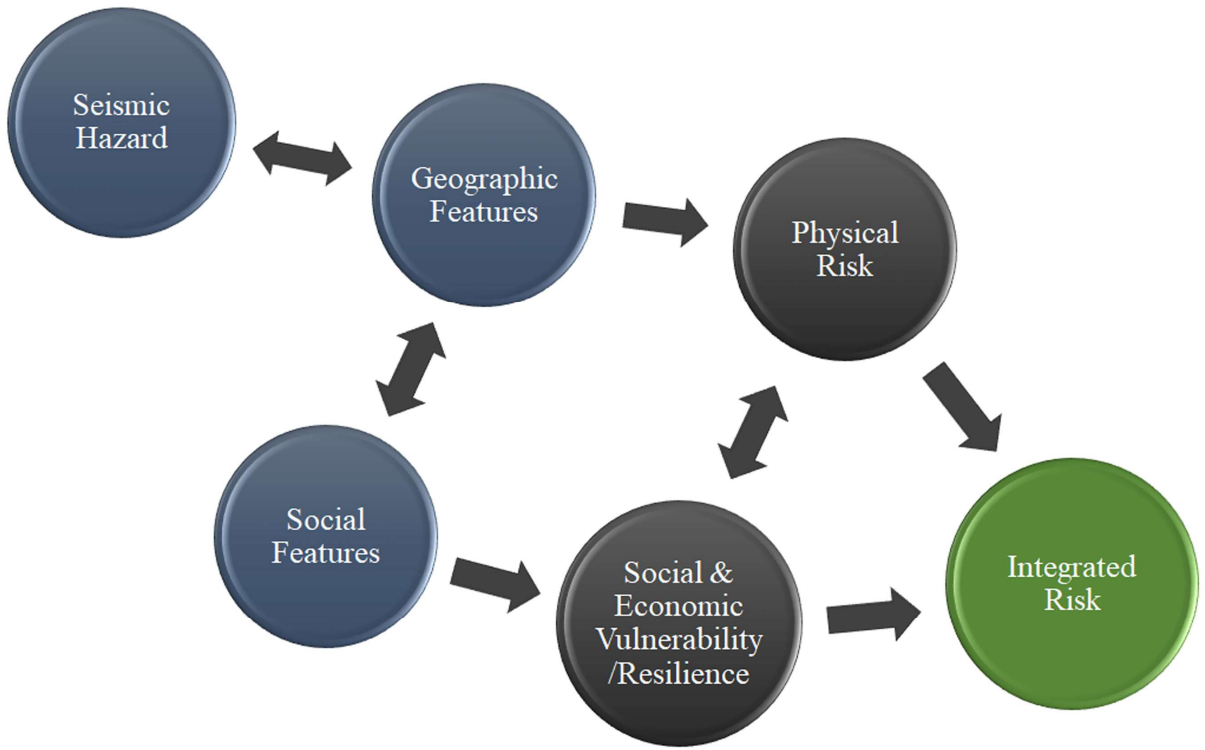 Seismic
Hazard
Geographic
Features
Physical
Risk
Social
Features
Social &
Economic
Vulnerability
/Resilience
Integrated
Risk